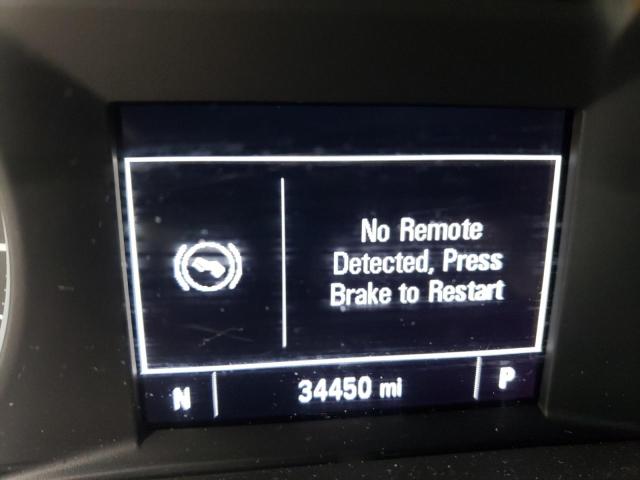 No Remote
Detected, Press
Brake to Restart
N 34450 mi P